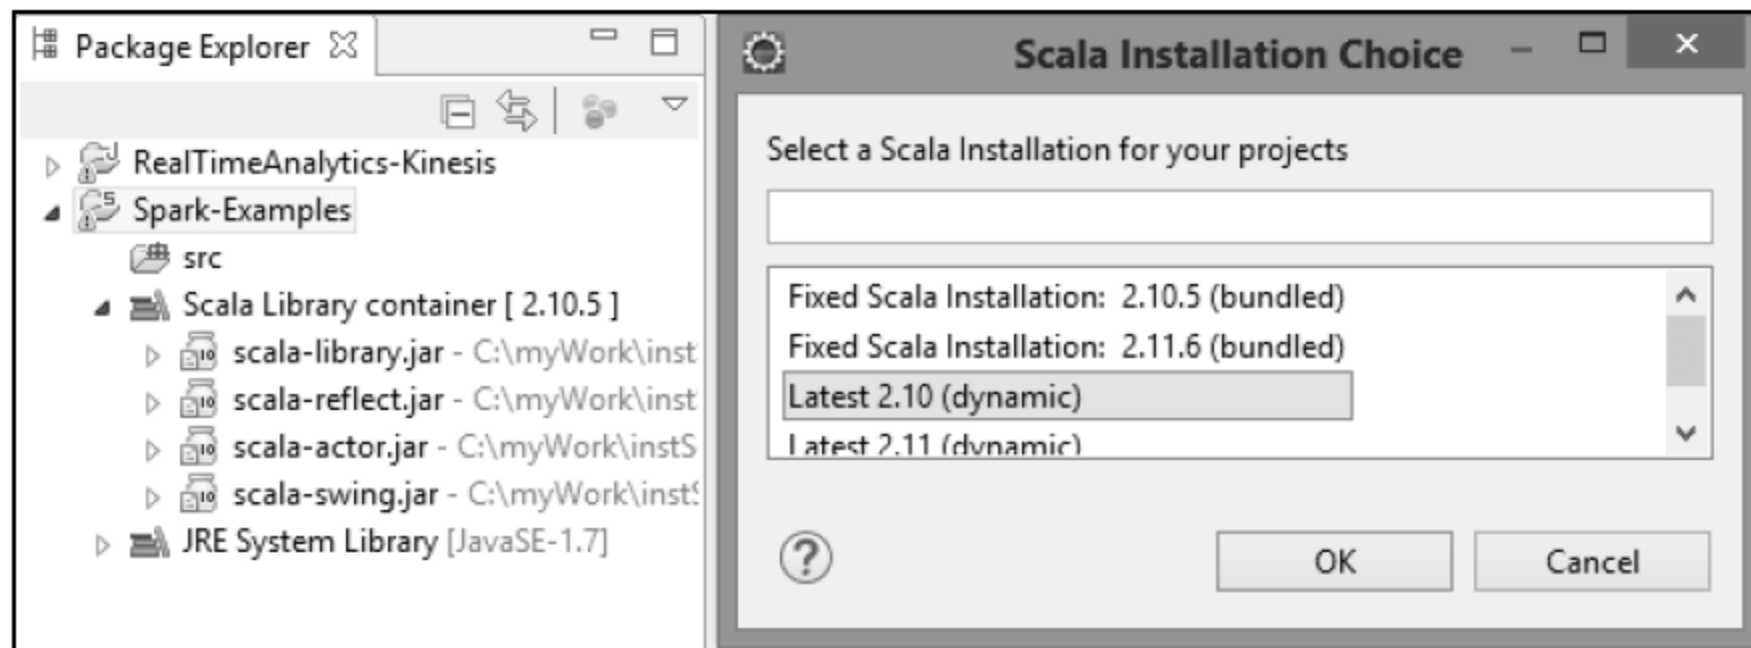 Package Explorer
RealTimeAnalytics-Kinesis
Spark-Examples
src
Scala Library container [ 2.10.5 ]
scala-library.jar - C:\myWork\inst
scala-reflect.jar - C:\myWork\inst
scala-actor.jar - C:\myWork\instS
scala-swing.jar - C:\myWork\inst
JRE System Library [JavaSE-1.7]
Scala Installation Choice
Select a Scala Installation for your projects
Fixed Scala Installation: 2.10.5 (bundled)
Fixed Scala Installation: 2.11.6 (bundled)
Latest 2.10 (dynamic)
Latest 2.11 (dynamic)
OK
Cancel